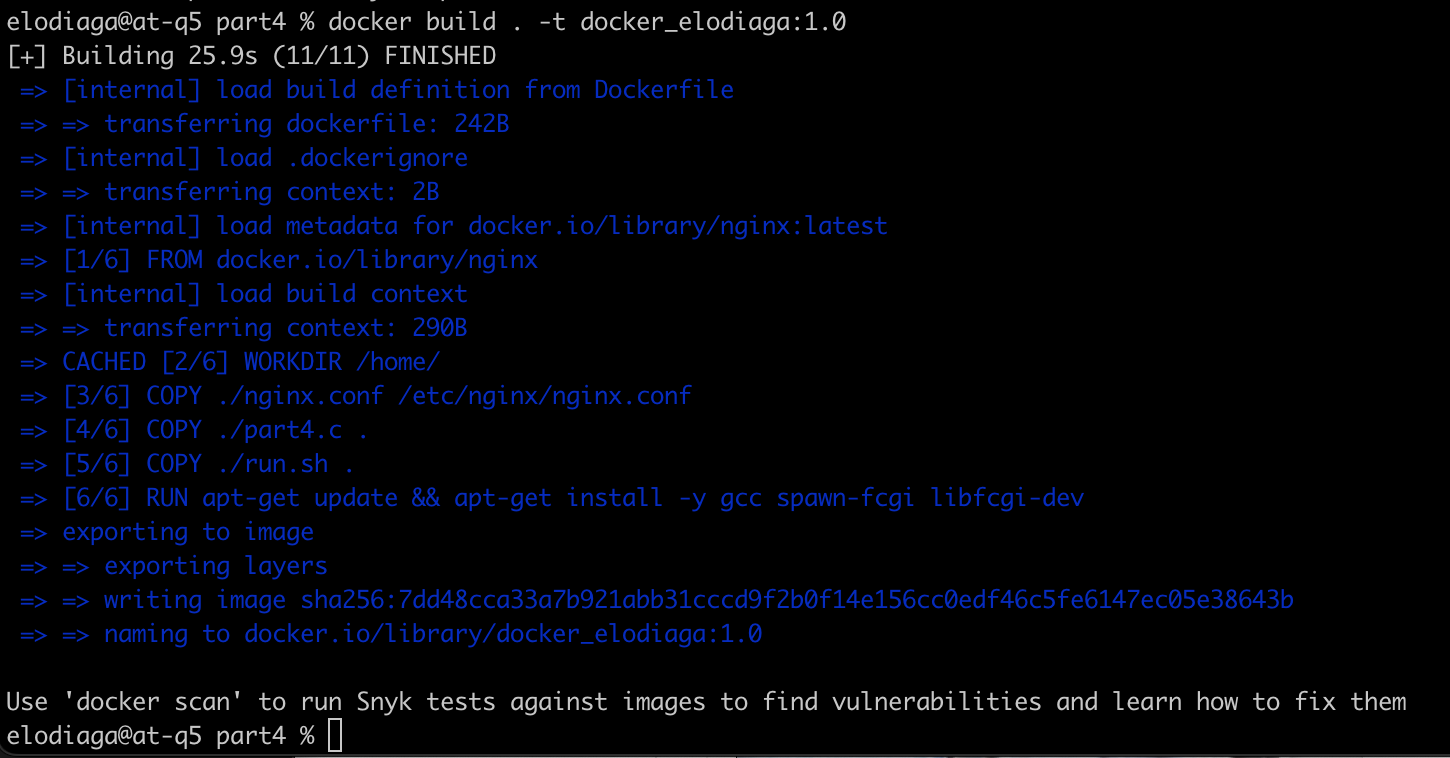 elodiaga@at-q5 part4 % docker build . -t docker_elodiaga:1.0
[+] Building 25.9s (11/11) FINISHED
=> [internal] load build definition from Dockerfile
=> => transferring dockerfile: 242B
=> [internal] load .dockerignore
=> => transferring context: 2B
=> [internal] load metadata for docker.io/library/nginx:latest
=> [1/6] FROM docker.io/library/nginx
=> [internal] load build context
=> => transferring context: 290B
=> CACHED [2/6] WORKDIR /home/
=> [3/6] COPY ./nginx.conf /etc/nginx/nginx.conf
=> [4/6] COPY ./part4.c .
=> [5/6] COPY ./run.sh .
=> [6/6] RUN apt-get update && apt-get install -y gcc spawn-fcgi libfcgi-dev
=> exporting to image
=> => exporting layers
=> => writing image sha256:7dd48cca33a7b921abb31cccd9f2b0f14e156cc0edf46c5fe6147ec05e38643b
=> => naming to docker.io/library/docker_elodiaga:1.0
Use 'docker scan' to run Snyk tests against images to find vulnerabilities and learn how to fix them
elodiaga@at-q5 part4 %